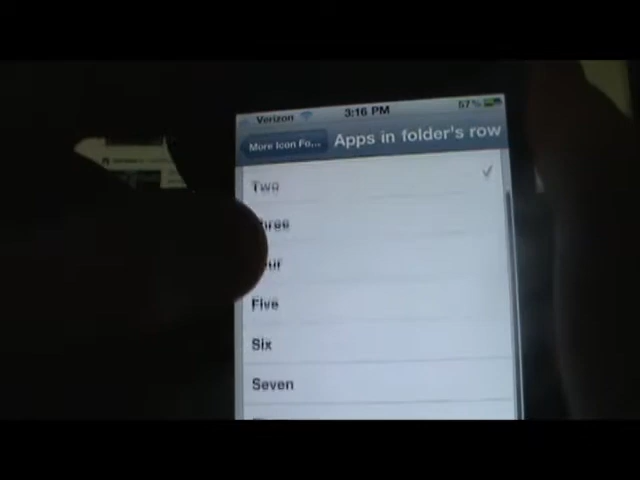 Verizon 3:16 PM 57%
More Icon Fo... Apps in folder's row
Two
Three
Four
Five
Six
Seven